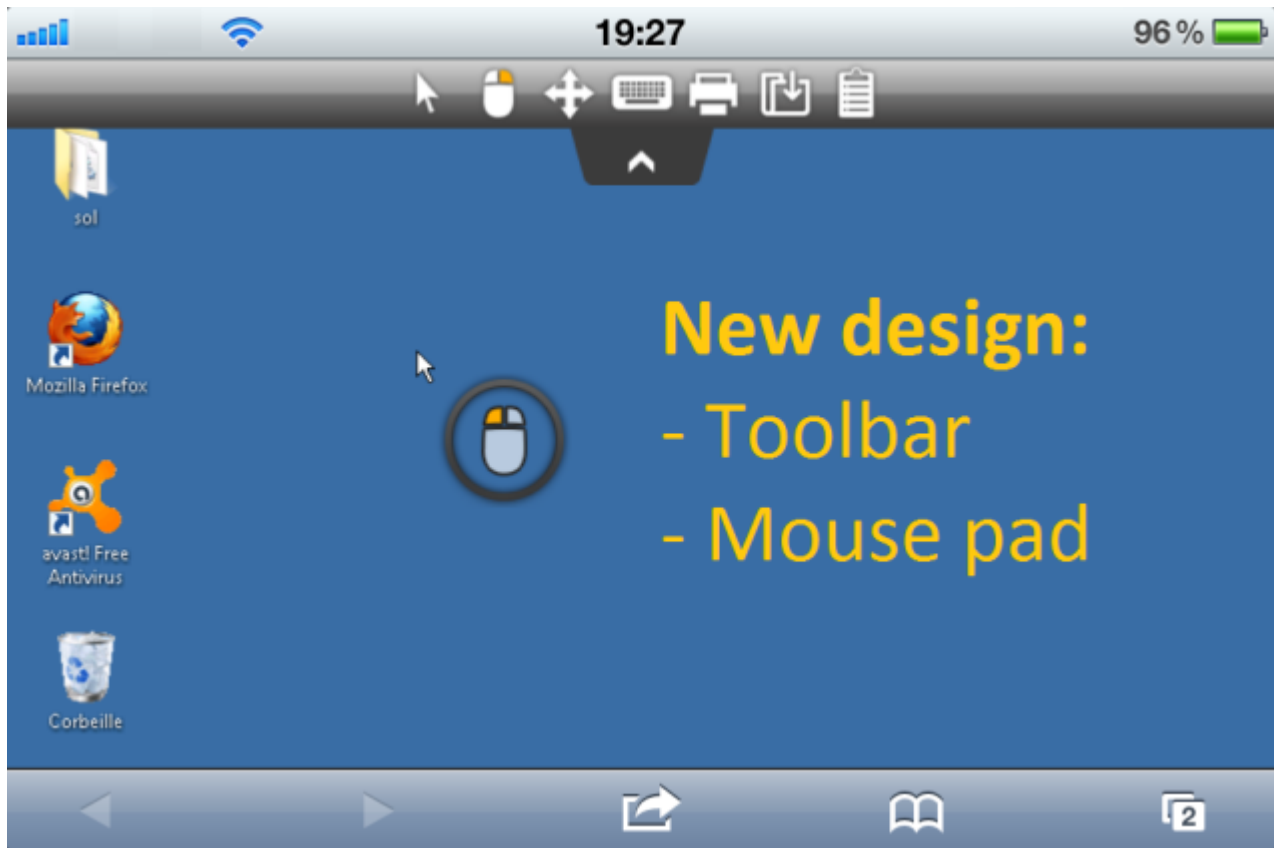 19:27
96 %
sol
Mozilla Firefox
avast! Free
Antivirus
Corbeille
New design:
- Toolbar
- Mouse pad
2